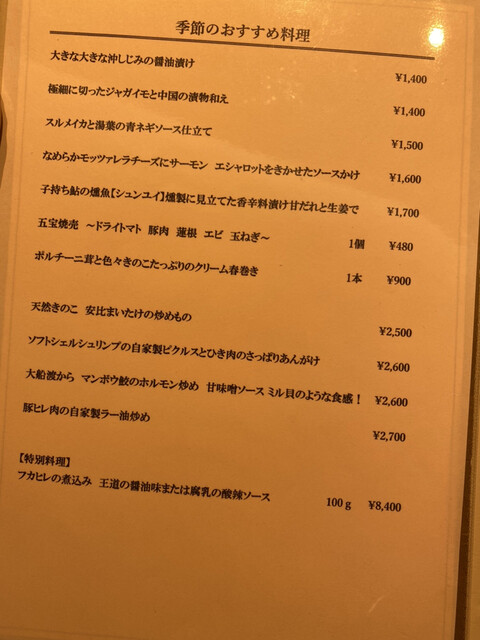 季節のおすすめ料理
大きな大きな沖しじみの醤油漬け ¥1,400
極細に切ったジャガイモと中国の漬物和え ¥1,400
スルメイカと湯葉の青ネギソース仕立て ¥1,500
なめらかモッツァレラチーズにサーモン エシャロットをきかせたソースかけ ¥1,600
子持ち鮎の燻魚【シュンユイ】燻製に見立てた香辛料漬け甘だれと生姜で ¥1,700
五宝焼売 ～ドライトマト 豚肉 蓮根 エビ 玉ねぎ～ 1個 ¥480
ポルチーニ茸と色々きのこたっぷりのクリーム春巻き 1本 ¥900
天然きのこ 安比まいたけの炒めもの ¥2,500
ソフトシェルシュリンプの自家製ピクルスとひき肉のさっぱりあんがけ ¥2,600
大船渡から マンボウ鮫のホルモン炒め 甘味噌ソース ミル貝のような食感！ ¥2,600
豚ヒレ肉の自家製ラー油炒め ¥2,700
【特別料理】
フカヒレの煮込み 王道の醤油味または腐乳の酸辣ソース 100ｇ ¥8,400